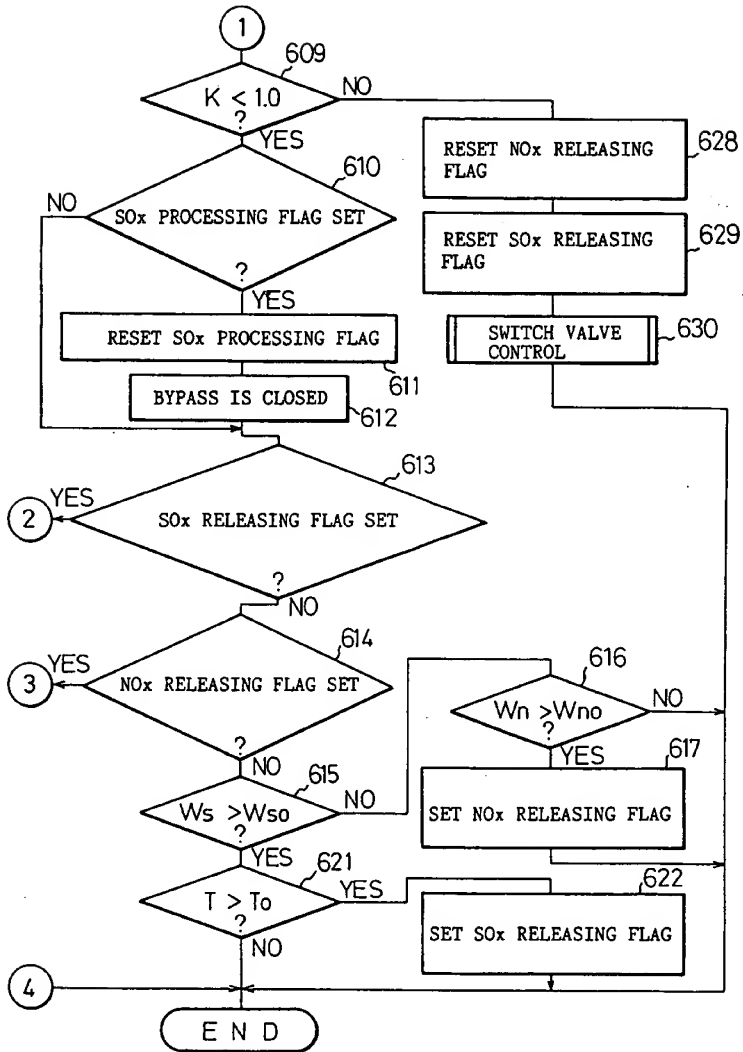 1
609
K < 1.0
?
NO
YES
610
NO
SOx PROCESSING FLAG SET
?
YES
RESET SOx PROCESSING FLAG
611
BYPASS IS CLOSED
612
RESET NOx RELEASING
FLAG
628
RESET SOx RELEASING
FLAG
629
SWITCH VALVE
CONTROL
630
613
YES
2
SOx RELEASING FLAG SET
?
NO
614
YES
3
NOx RELEASING FLAG SET
?
NO
615
Ws >Wso
?
NO
YES
616
Wn >Wno
?
NO
YES
617
SET NOx RELEASING FLAG
621
T > To
?
YES
NO
622
SET SOx RELEASING FLAG
4
END